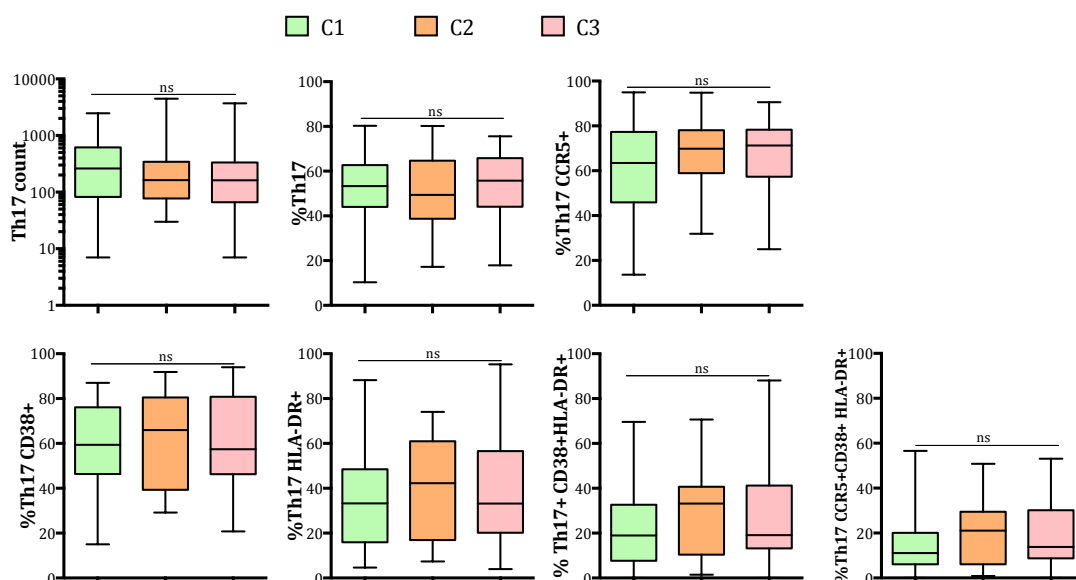 C1 C2 C3
Th17 count
10000
1000
100
10
1
ns
%Th17
100
80
60
40
20
0
ns
%Th17 CCR5+
100
80
60
40
20
0
ns
%Th17 CD38+
100
80
60
40
20
0
ns
%Th17 HLA-DR+
100
80
60
40
20
0
ns
% Th17+ CD38+HLA-DR+
100
80
60
40
20
0
ns
%Th17 CCR5+CD38+ HLA-DR+
100
80
60
40
20
0
ns